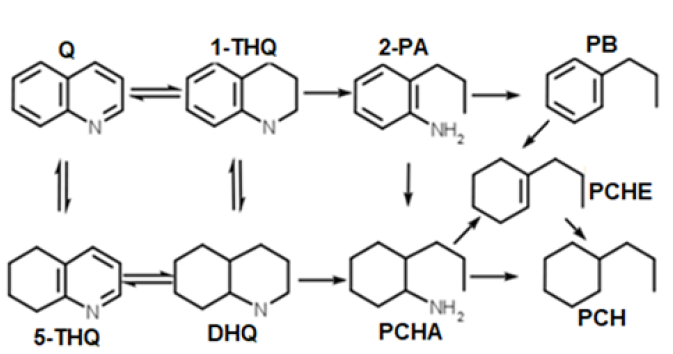 Q
1-THQ
2-PA
PB
N
N
NH2
PCHE
N
N
NH2
5-THQ
DHQ
PCHA
PCH